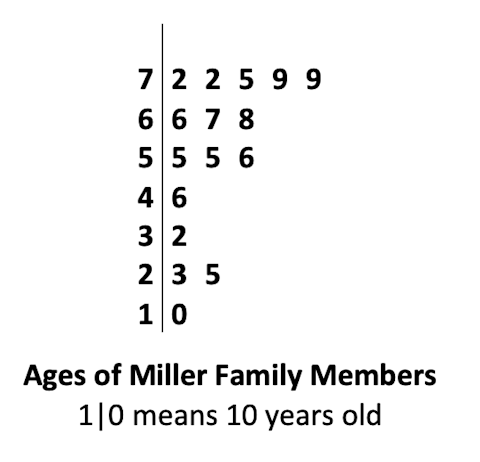 7 2 2 5 9 9
6 6 7 8
5 5 5 6
4 6
3 2
2 3 5
1 0
Ages of Miller Family Members
1|0 means 10 years old